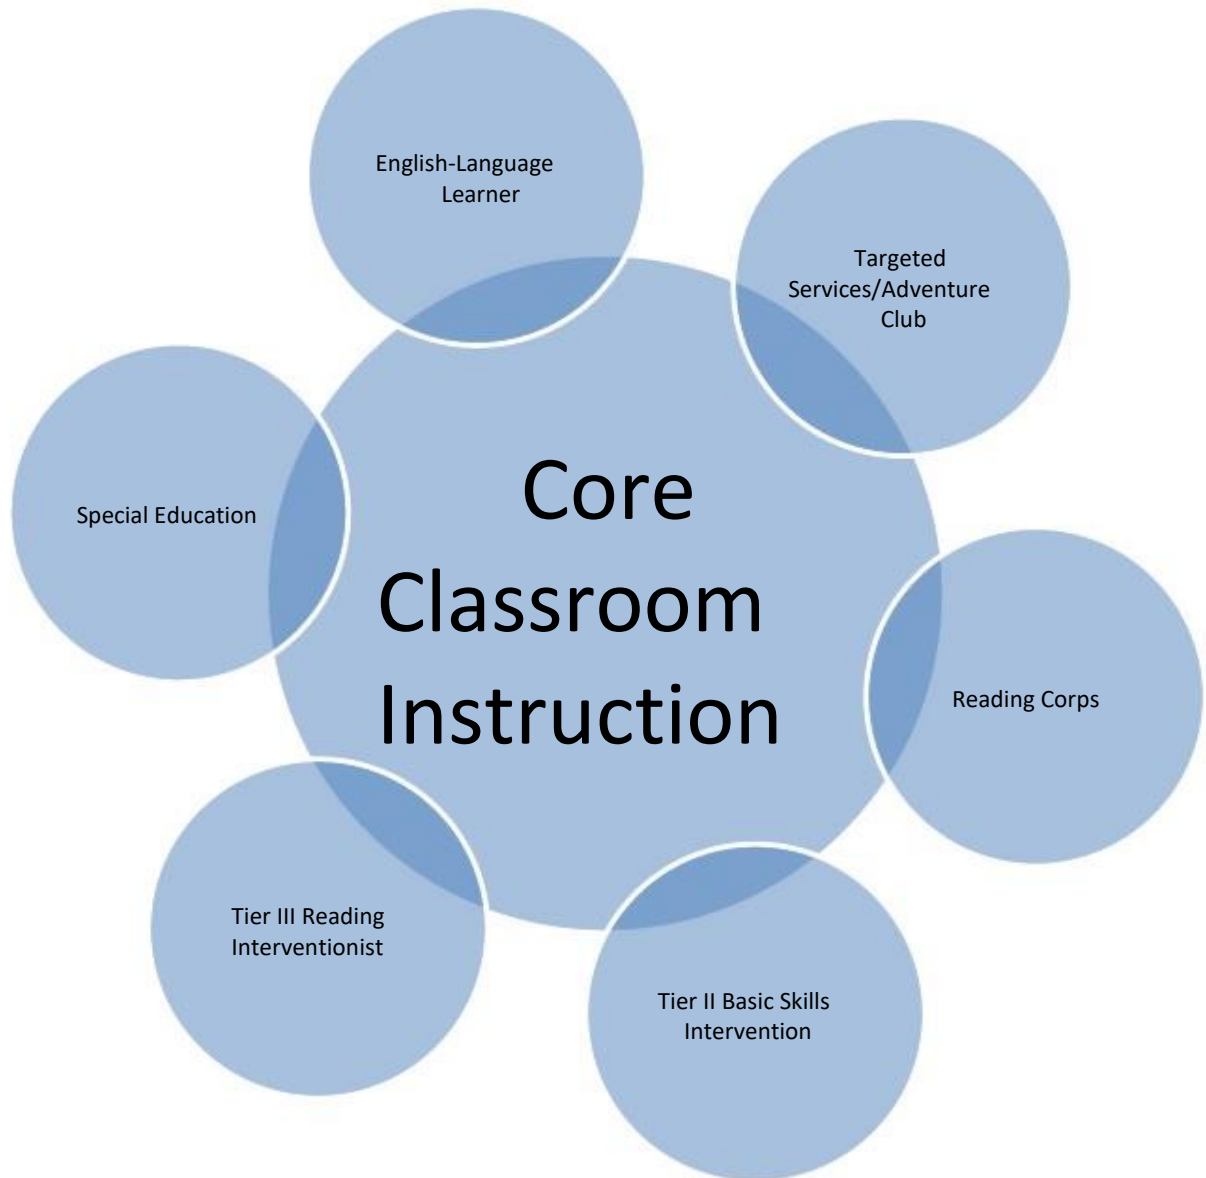 English-Language
Learner
Targeted
Services/Adventure
Club
Core
Classroom
Instruction
Special Education
Reading Corps
Tier III Reading
Interventionist
Tier II Basic Skills
Intervention